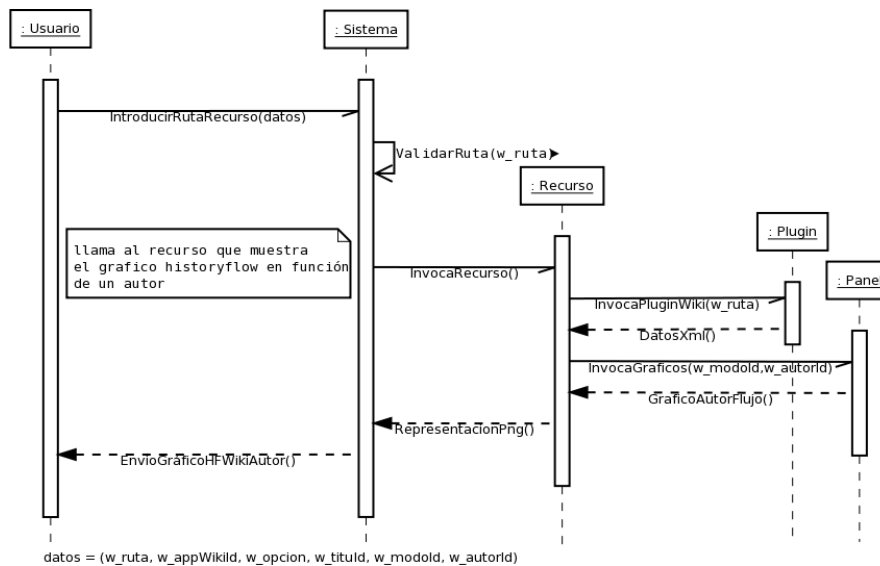 : Usuario
: Sistema
IntroducirRutaRecurso(datos)
ValidarRuta(w_ruta)
: Recurso
: Plugin
llama al recurso que muestra
el grafico historyflow en función
de un autor
InvocaRecurso()
: Panel
InvocaPluginWiki(w_ruta)
DatosXml()
InvocaGraficos(w_modoId,w_autorId)
GraficoAutorFlujo()
RepresentacionPng()
EnvioGraficoHFWikiAutor()
datos = (w_ruta, w_appWikiId, w_opcion, w_tituId, w_modoId, w_autorId)